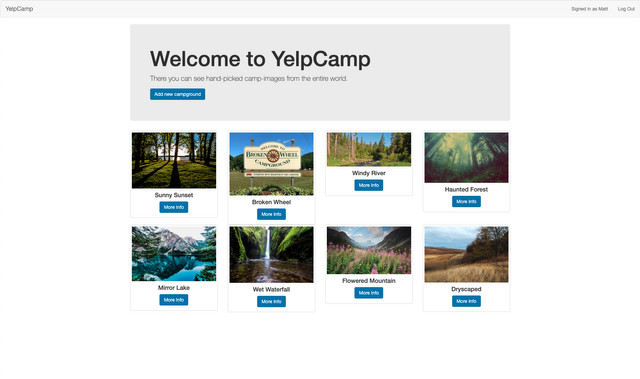 YelpCamp
Signed In as Matt
Log Out
Welcome to YelpCamp
There you can see hand-picked camp-images from the entire world.
Add new campground
WELCOME TO
BROKEN WHEEL
CAMPGROUND
Sunny Sunset
More Info
Broken Wheel
More Info
Windy River
More Info
Haunted Forest
More Info
Mirror Lake
More Info
Wet Waterfall
More Info
Flowered Mountain
More Info
Dryscaped
More Info